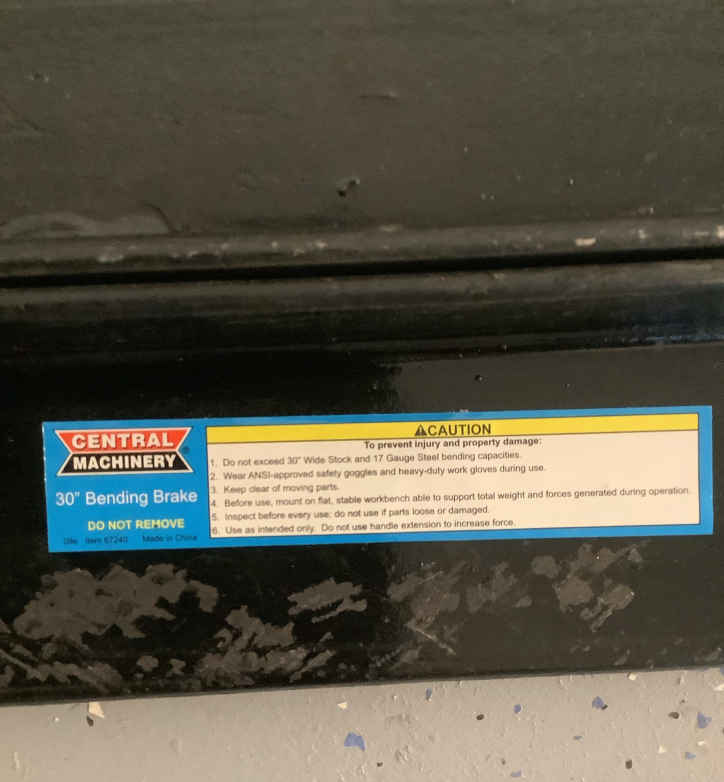 CENTRAL
MACHINERY®
30" Bending Brake
DO NOT REMOVE
Item 67240 Made in China
⚠CAUTION
To prevent injury and property damage:
1. Do not exceed 30" Wide Stock and 17 Gauge Steel bending capacities.
2. Wear ANSI-approved safety goggles and heavy-duty work gloves during use.
3. Keep clear of moving parts.
4. Before use, mount on flat, stable workbench able to support total weight and forces generated during operation.
5. Inspect before every use; do not use if parts loose or damaged.
6. Use as intended only. Do not use handle extension to increase force.